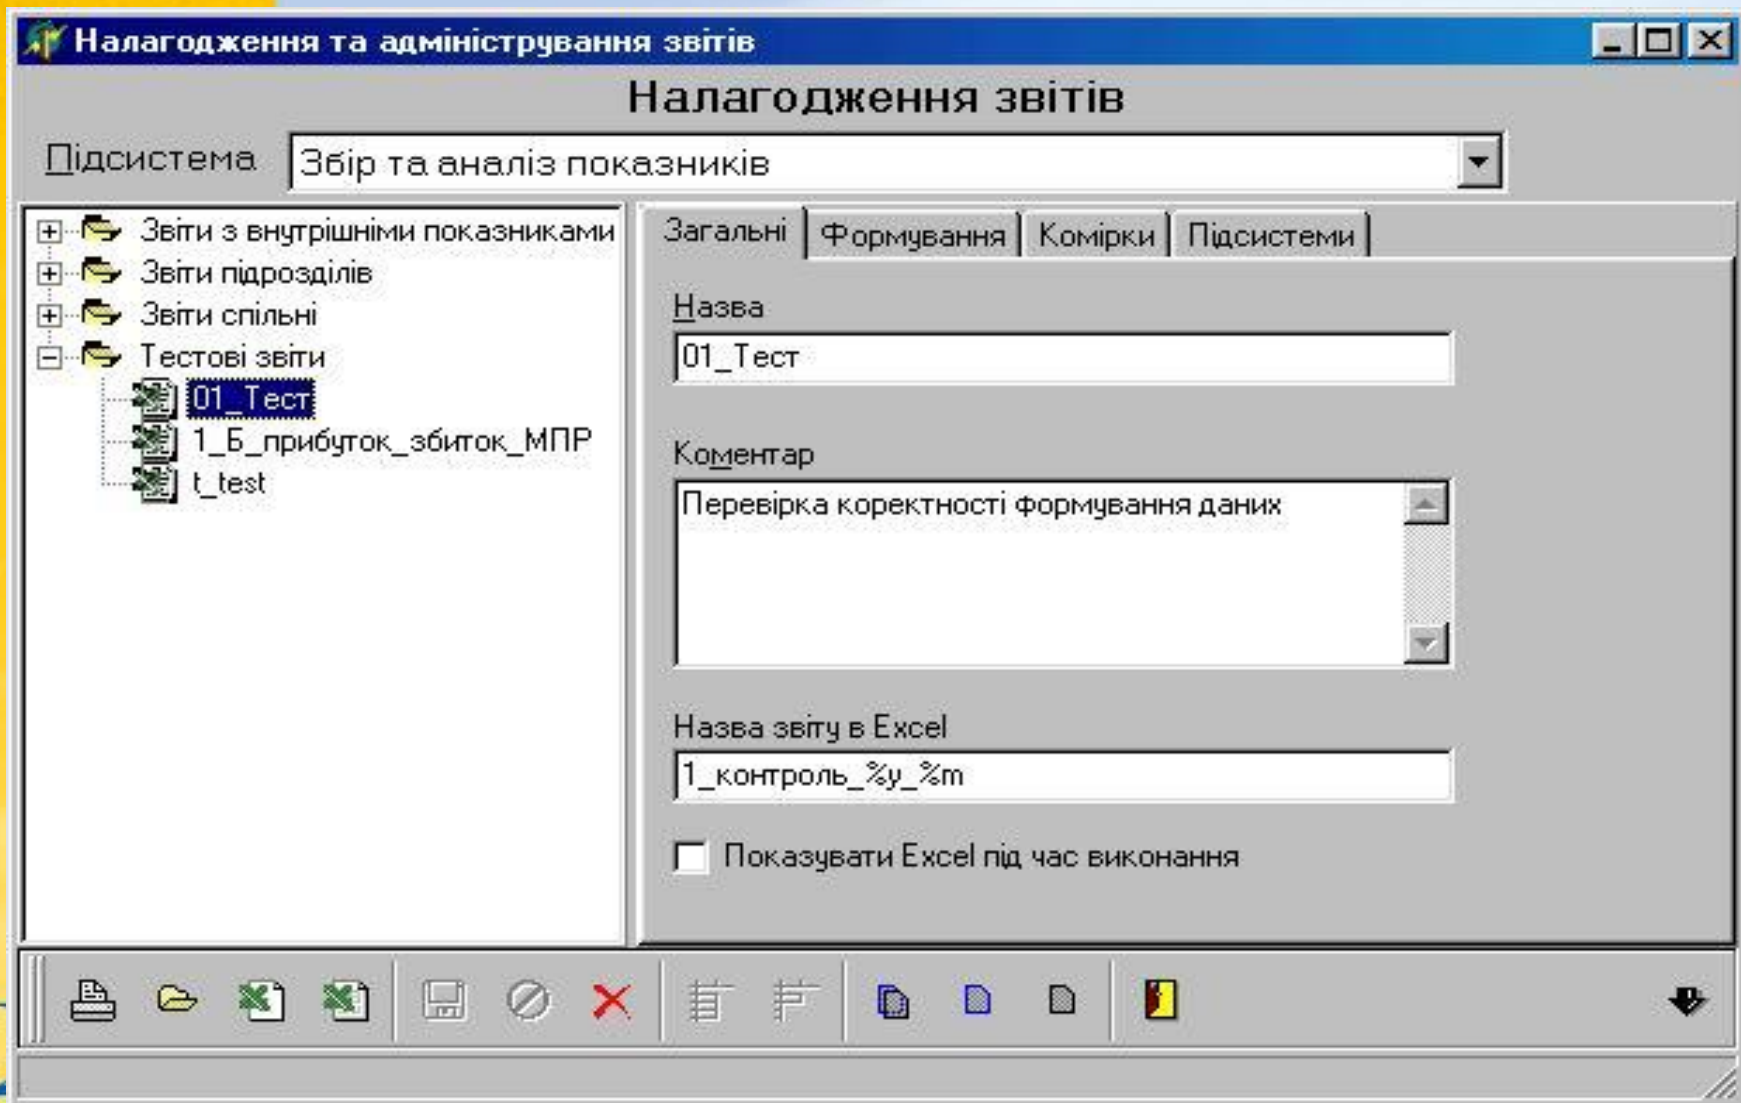 Налагодження та адміністрування звітів
Налагодження звітів
Підсистема
Збір та аналіз показників
Звіти з внутрішніми показниками
Звіти підрозділів
Звіти спільні
Тестові звіти
01_Тест
1_Б_прибуток_збиток_МПР
t_test
Загальні
Формування
Комірки
Підсистеми
Назва
01_Тест
Коментар
Перевірка коректності формування даних
Назва звіту в Excel
1_контроль_%y_%m
Показувати Excel під час виконання